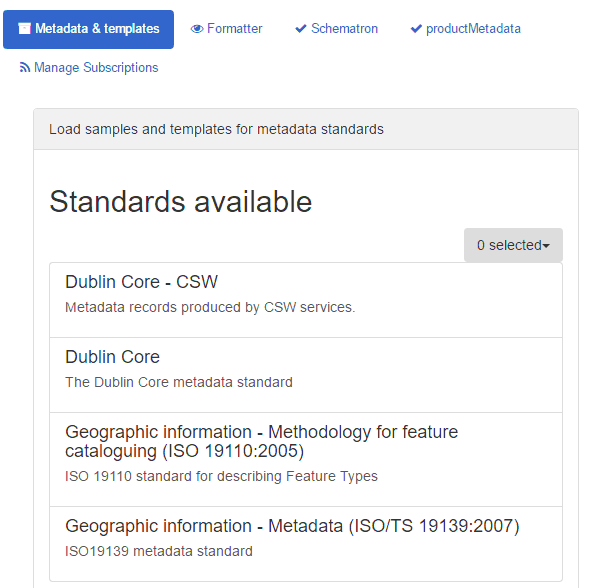 Metadata & templates Formatter Schematron productMetadata
Manage Subscriptions
Load samples and templates for metadata standards
Standards available
0 selected
Dublin Core - CSW
Metadata records produced by CSW services.
Dublin Core
The Dublin Core metadata standard
Geographic information - Methodology for feature
cataloguing (ISO 19110:2005)
ISO 19110 standard for describing Feature Types
Geographic information - Metadata (ISO/TS 19139:2007)
ISO19139 metadata standard